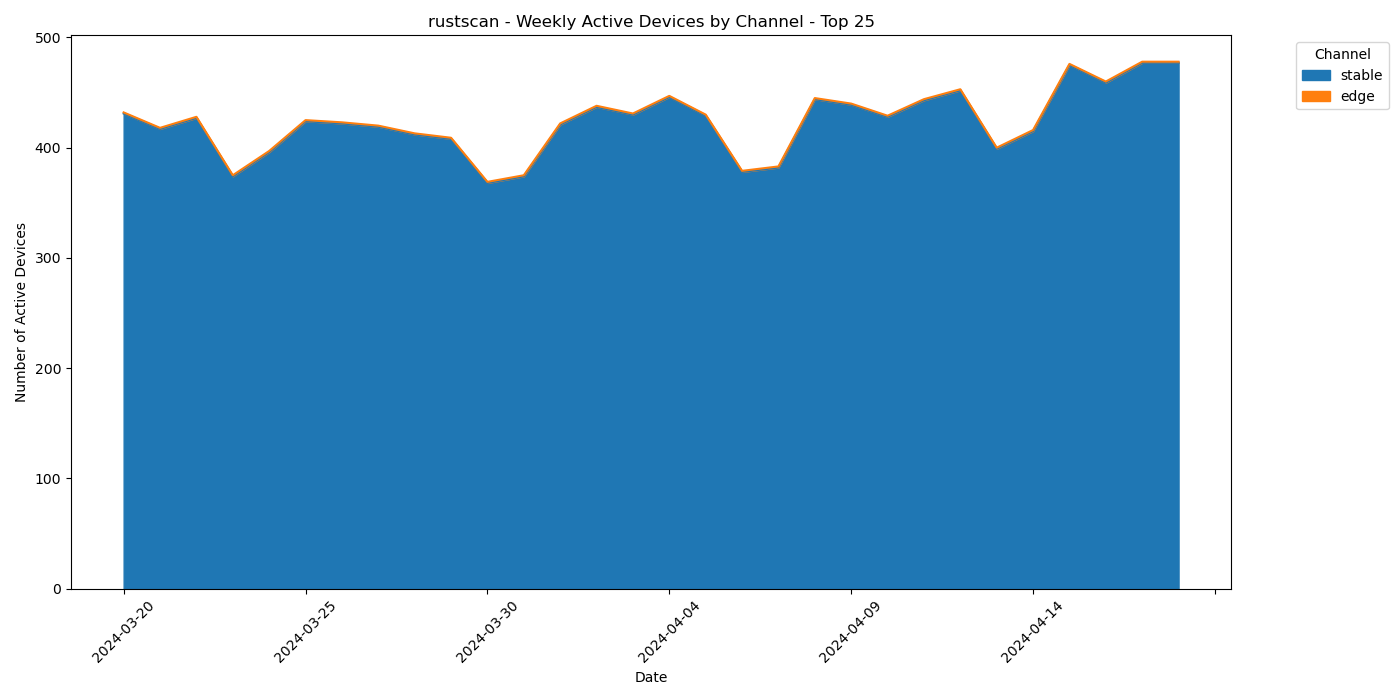 rustscan - Weekly Active Devices by Channel - Top 25
Channel
stable
edge
500
400
300
200
100
0
Number of Active Devices
2024-03-20
2024-03-25
2024-03-30
2024-04-04
2024-04-09
2024-04-14
Date